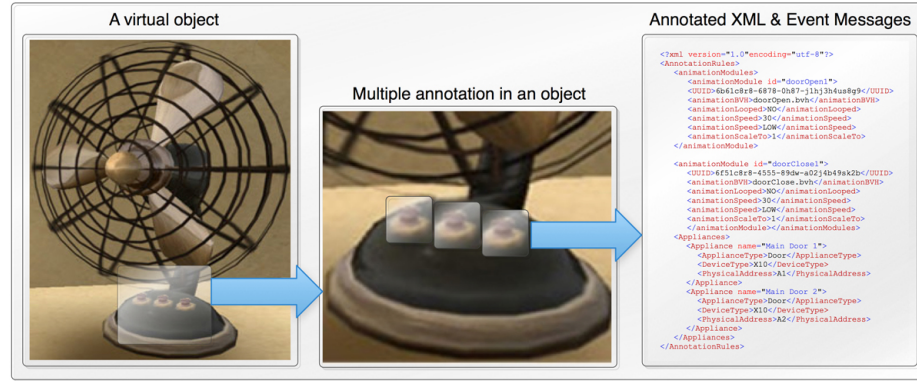 A virtual object
Multiple annotation in an object
Annotated XML & Event Messages
<?xml version="1.0"encoding="utf-8"?>
<AnnotationRules>
<animationModules>
<animationModule id="doorOpen1">
<UUID>6b61c8r8-6878-0h87-j1hj3h4us8g9</UUID>
<animationBVH>doorOpen.bvh</animationBVH>
<animationLooped>NO</animationLooped>
<animationSpeed>30</animationSpeed>
<animationSpeed>LOW</animationSpeed>
<animationScaleTo>1</animationScaleTo>
</animationModule>
<animationModule id="doorClose1">
<UUID>6f51c8r8-4555-89dw-a02j4b49sk2b</UUID>
<animationBVH>doorClose.bvh</animationBVH>
<animationLooped>NO</animationLooped>
<animationSpeed>30</animationSpeed>
<animationSpeed>LOW</animationSpeed>
<animationScaleTo>1</animationScaleTo>
</animationModule></animationModules>
<Appliances>
<Appliance name="Main Door 1">
<ApplianceType>Door</ApplianceType>
<DeviceType>X10</DeviceType>
<PhysicalAddress>A1</PhysicalAddress>
</Appliance>
<Appliance name="Main Door 2">
<ApplianceType>Door</ApplianceType>
<DeviceType>X10</DeviceType>
<PhysicalAddress>A2</PhysicalAddress>
</Appliance>
</Appliances>
</AnnotationRules>